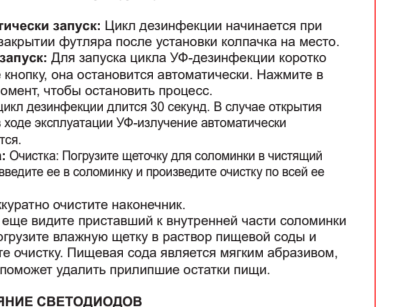 тически запуск: Цикл дезинфекции начинается при
закрытии футляра после установки колпачка на место.
запуск: Для запуска цикла УФ-дезинфекции коротко
кнопку, она остановится автоматически. Нажмите в
омент, чтобы остановить процесс.
цикл дезинфекции длится 30 секунд. В случае открытия
ходе эксплуатации УФ-излучение автоматически
тся.
: Очистка: Погрузите щеточку для соломинки в чистящий
введите ее в соломинку и произведите очистку по всей ее
ккуратно очистите наконечник.
еще видите приставший к внутренней части соломинки
огрузите влажную щетку в раствор пищевой соды и
те очистку. Пищевая сода является мягким абразивом,
поможет удалить прилипшие остатки пищи.
ЯНИЕ СВЕТОДИОДОВ